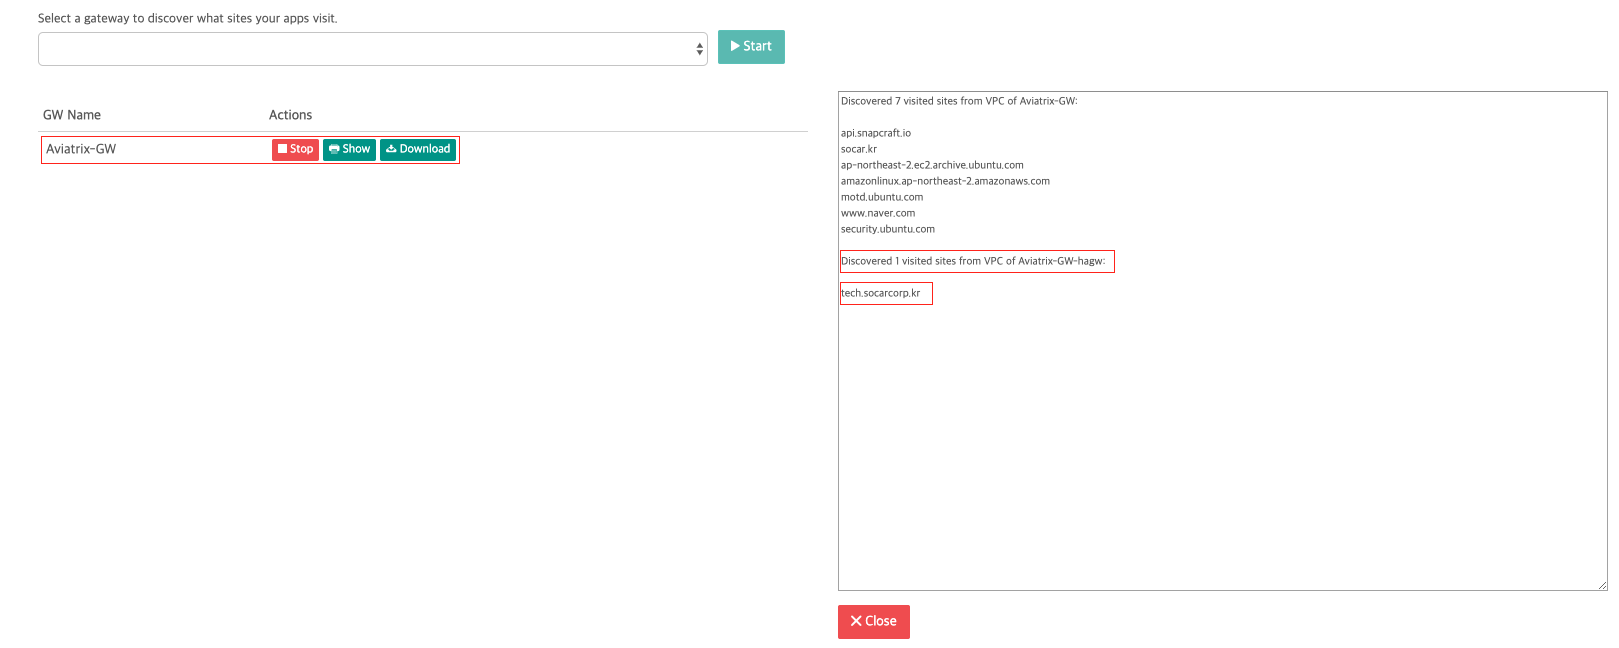 Select a gateway to discover what sites your apps visit.
Start
GW Name Actions
Aviatrix-GW Stop Show Download
Discovered 7 visited sites from VPC of Aviatrix-GW:
api.snapcraft.io
socar.kr
ap-northeast-2.ec2.archive.ubuntu.com
amazonlinux.ap-northeast-2.amazonaws.com
motd.ubuntu.com
www.naver.com
security.ubuntu.com
Discovered 1 visited sites from VPC of Aviatrix-GW-hagw:
tech.socarcorp.kr
Close